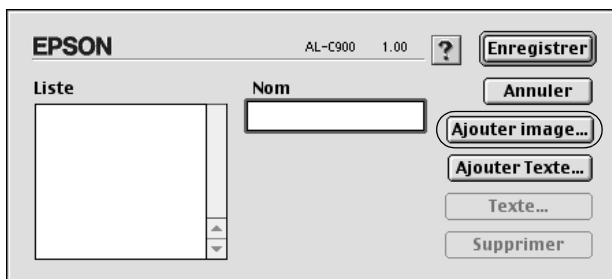 EPSON AL-C900 1.00 ? Enregistrer
Liste Nom Annuler
Ajouter image...
Ajouter Texte...
Texte...
Supprimer